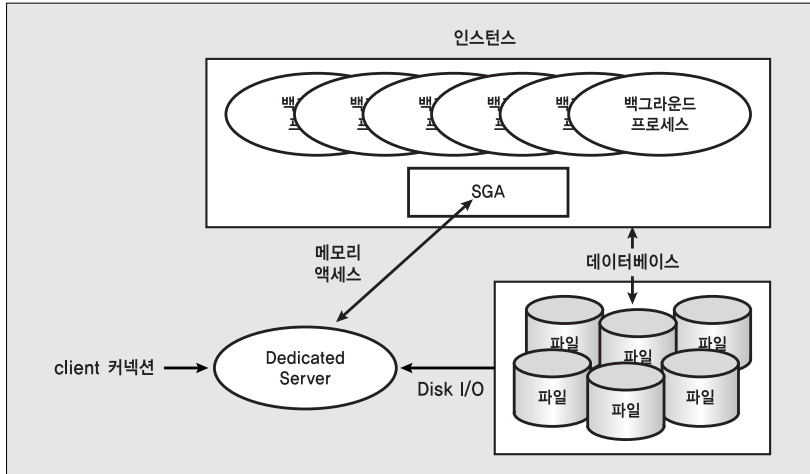 인스턴스
백그라운드
프로세스
SGA
메모리
액세스
데이터베이스
파일
파일
파일
파일
파일
파일
client 커넥션
Dedicated
Server
Disk I/O